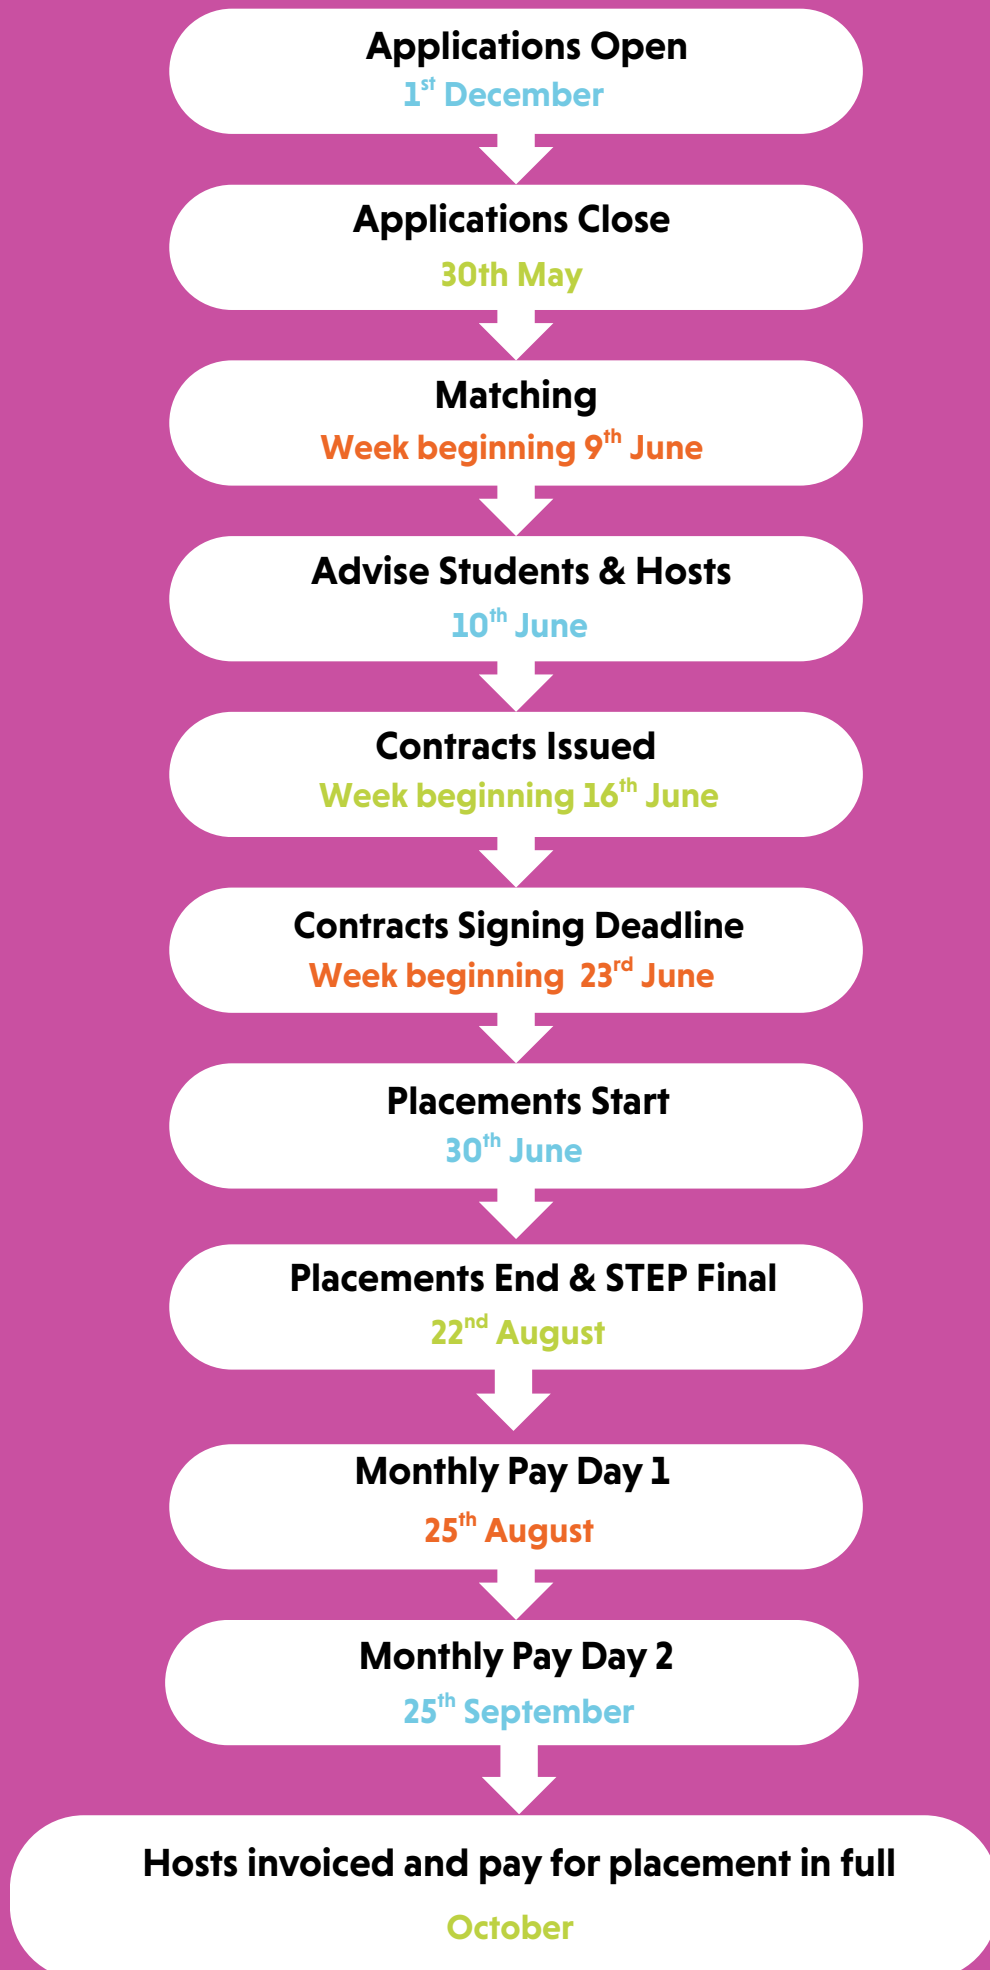 Applications Open
1st December
Applications Close
30th May
Matching
Week beginning 9th June
Advise Students & Hosts
10th June
Contracts Issued
Week beginning 16th June
Contracts Signing Deadline
Week beginning 23rd June
Placements Start
30th June
Placements End & STEP Final
22nd August
Monthly Pay Day 1
25th August
Monthly Pay Day 2
25th September
Hosts invoiced and pay for placement in full
October